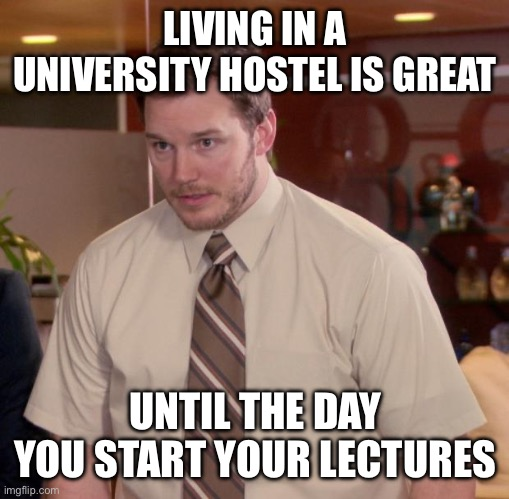 LIVING IN A
UNIVERSITY HOSTEL IS GREAT
UNTIL THE DAY
YOU START YOUR LECTURES
imgflip.com